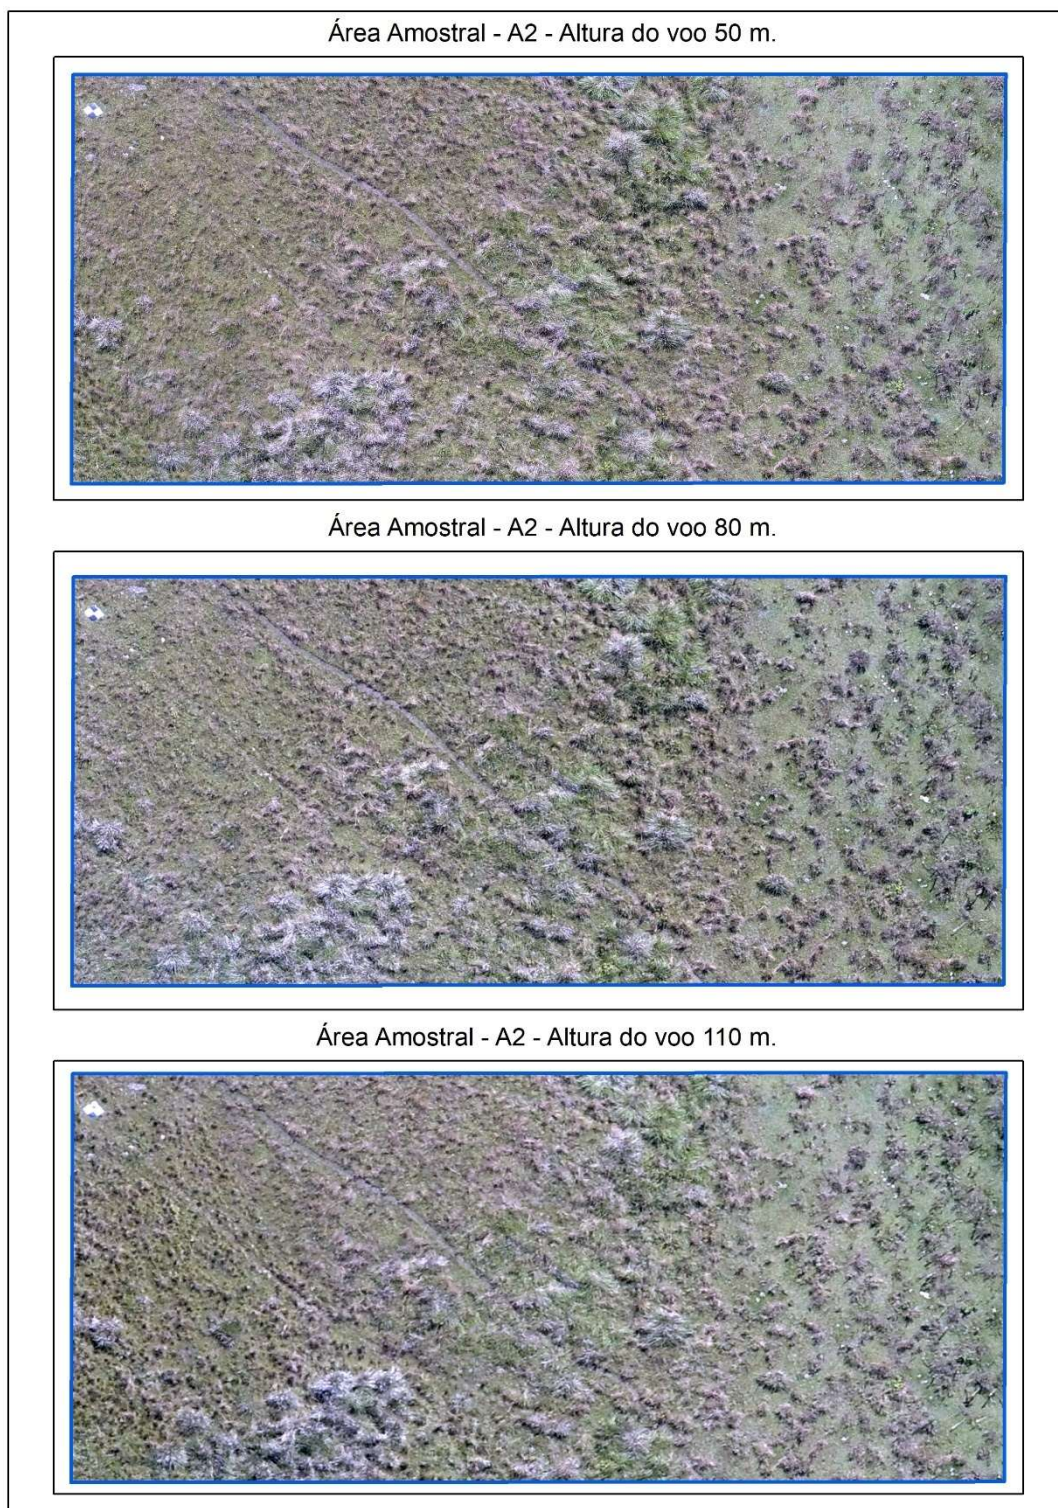 Área Amostral - A2 - Altura do voo 50 m.
Área Amostral - A2 - Altura do voo 80 m.
Área Amostral - A2 - Altura do voo 110 m.